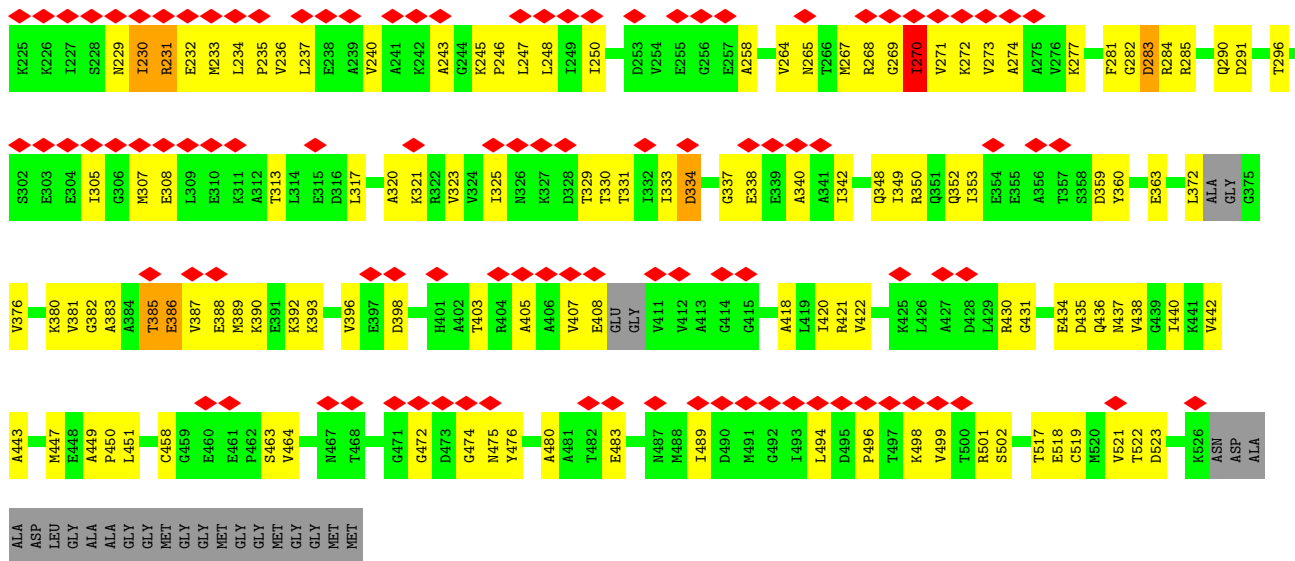 K225 K226 I227 S228 N229 I230 R231 E232 M233 L234 P235 V236 L237 E238 A239 V240 A241 K242 A243 G244 K245 P246 L247 L248 I249 I250 D253 V254 E255 G256 E257 A258 V264 N265 T266 M267 R268 G269 I270 V271 K272 V273 A274 A275 V276 K277 F281 G282 D283 R284 R285 Q290 D291 T296
S302 E303 E304 I305 G306 M307 E308 L309 E310 K311 A312 T313 L314 E315 D316 L317 A320 K321 R322 V323 V324 I325 N326 K327 D328 T329 T330 T331 I332 I333 D334 G337 E338 E339 A340 A341 I342 Q348 I349 R350 Q351 Q352 I353 E354 E355 A356 T357 S358 D359 Y360 E363 L372 ALA GLY G375
V376 K380 V381 G382 A383 A384 T385 E386 V387 E388 M389 K390 E391 K392 K393 V396 E397 D398 H401 A402 T403 R404 A405 A406 V407 E408 GLU GLY V411 V412 A413 G414 G415 A418 L419 I420 R421 V422 K425 L426 A427 D428 L429 R430 G431 E434 D435 Q436 N437 V438 G439 I440 K441 V442
A443 M447 E448 A449 P450 L451 C458 G459 E460 E461 P462 S463 V464 N467 T468 G471 G472 D473 G474 N475 Y476 A480 A481 T482 E483 N487 M488 I489 D490 M491 G492 I493 L494 D495 P496 T497 K498 V499 T500 R501 S502 T517 E518 C519 M520 V521 T522 D523 K526 ASN ASP ALA
ALA ASP LEU GLY ALA ALA GLY GLY MET GLY GLY MET GLY GLY MET GLY GLY MET MET